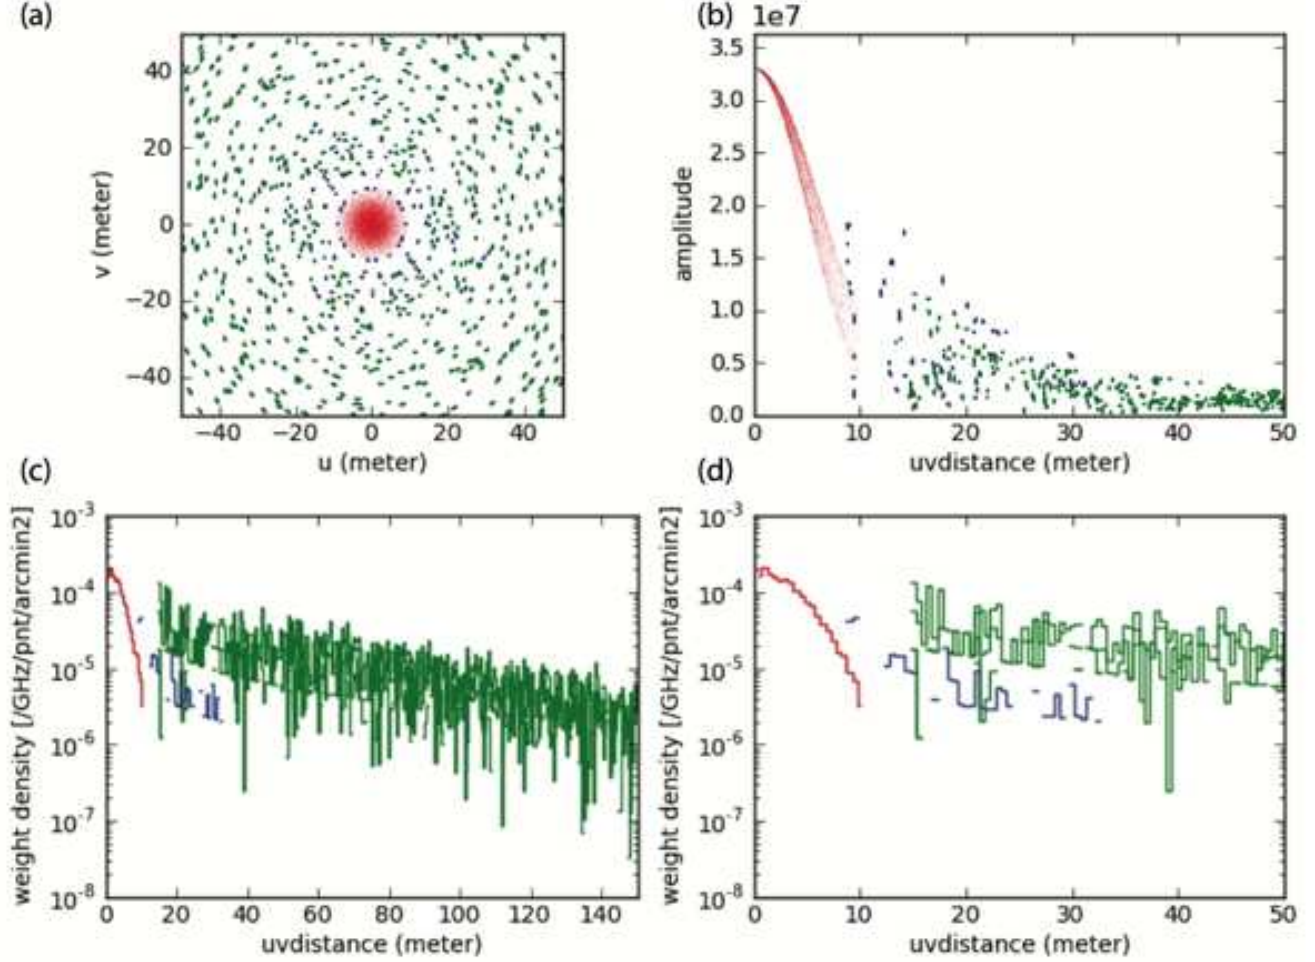 (a)
40
20
0
−20
−40
v (meter)
−40 −20 0 20 40
u (meter)
(b)
1e7
3.5
3.0
2.5
2.0
1.5
1.0
0.5
0.0
amplitude
0 10 20 30 40 50
uvdistance (meter)
(c)
10^-3
10^-4
10^-5
10^-6
10^-7
10^-8
weight density [/GHz/pnt/arcmin2]
0 20 40 60 80 100 120 140
uvdistance (meter)
(d)
10^-3
10^-4
10^-5
10^-6
10^-7
10^-8
weight density [/GHz/pnt/arcmin2]
0 10 20 30 40 50
uvdistance (meter)